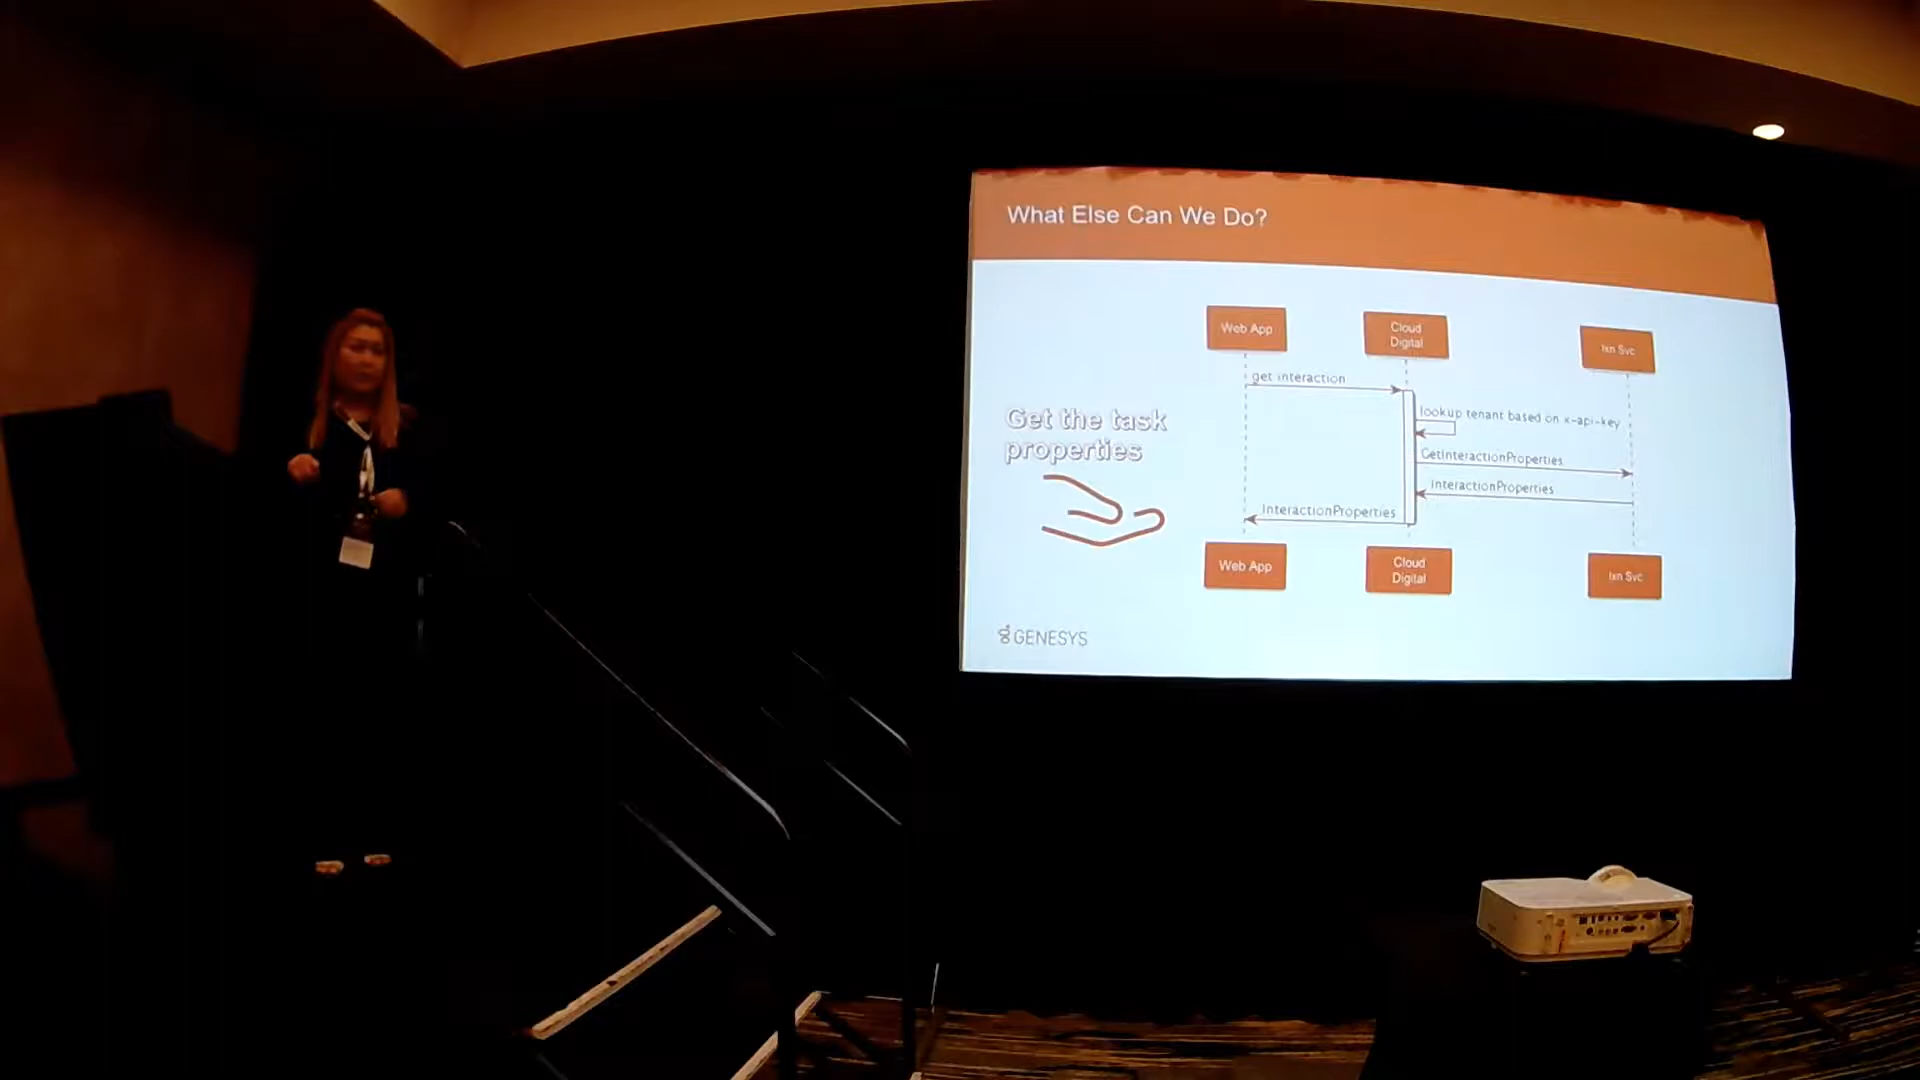 What Else Can We Do?
Web App
Cloud
Digital
Ixn Svc
get interaction
lookup tenant based on x-api-key
Get the task
properties
GetInteractionProperties
InteractionProperties
InteractionProperties
Web App
Cloud
Digital
Ixn Svc
GENESYS